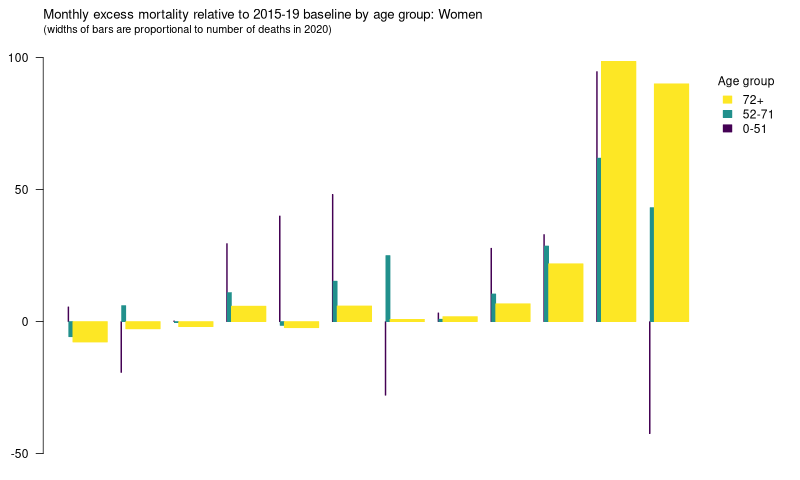 Monthly excess mortality relative to 2015-19 baseline by age group: Women
(widths of bars are proportional to number of deaths in 2020)
100
50
0
-50
Age group
72+
52-71
0-51